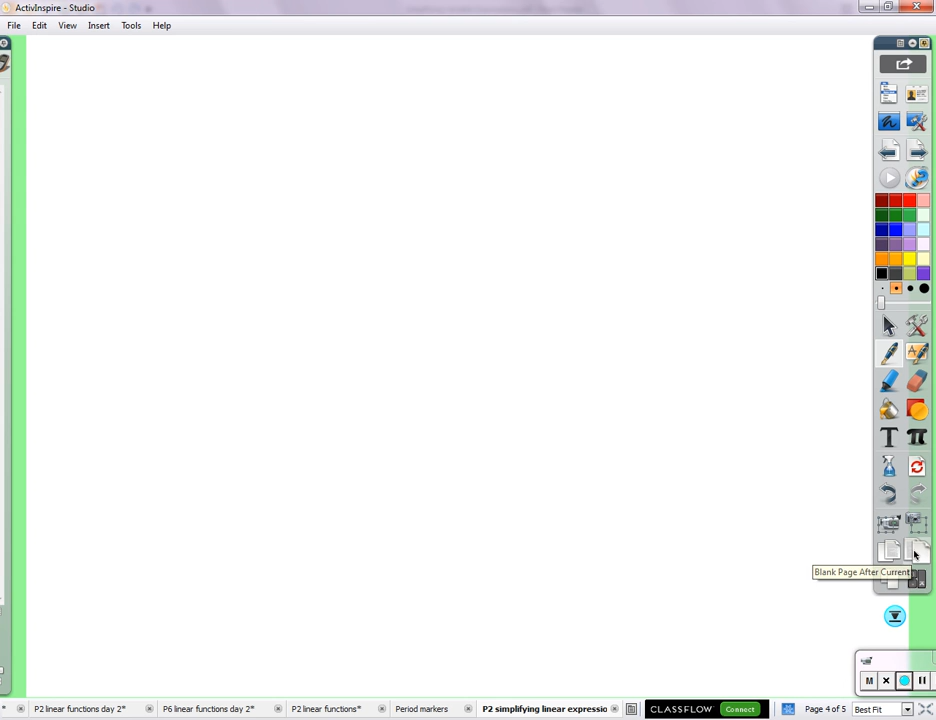 ActivInspire - Studio
File Edit View Insert Tools Help
T π
Blank Page After Current
M
* P2 linear functions day 2* P6 linear functions day 2* P2 linear functions* Period markers P2 simplifying linear expressio CLASSFLOW Connect Page 4 of 5 Best Fit